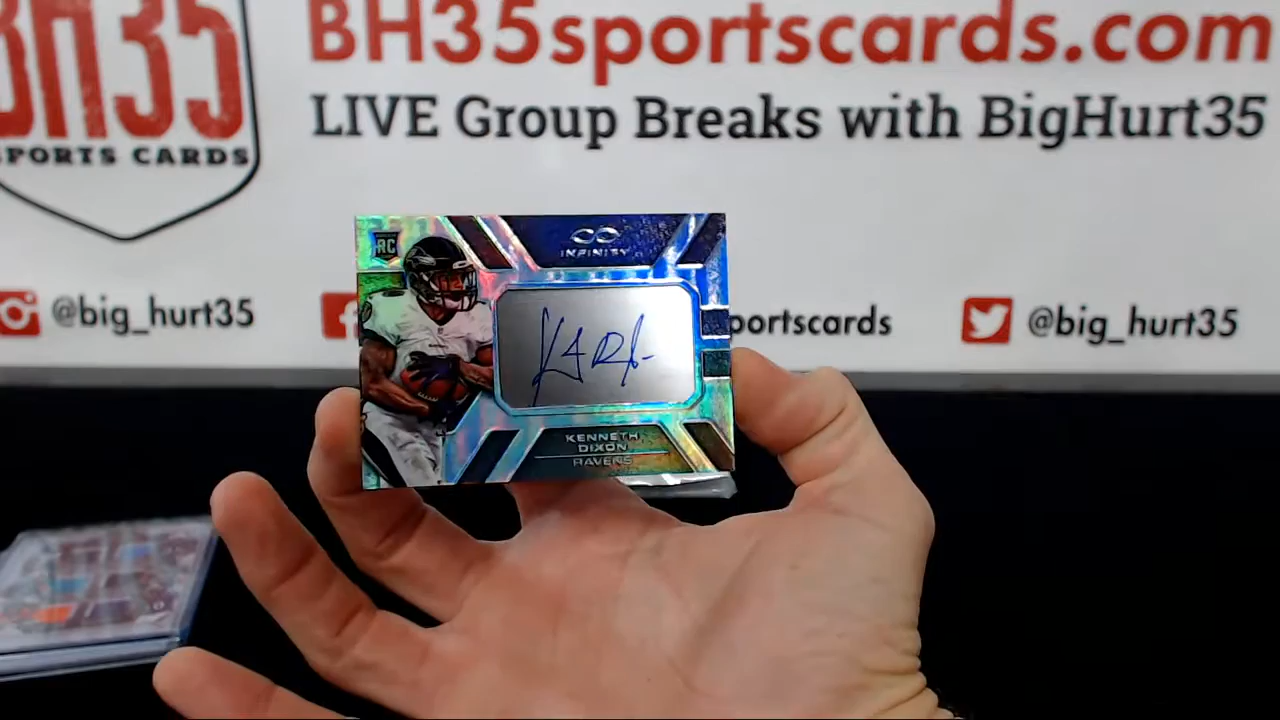 BH35sportscards.com
LIVE Group Breaks with BigHurt35
BH35
SPORTS CARDS
@big_hurt35
portscards
@big_hurt35
RC
INFINITY
KENNETH
DIXON
RAVENS